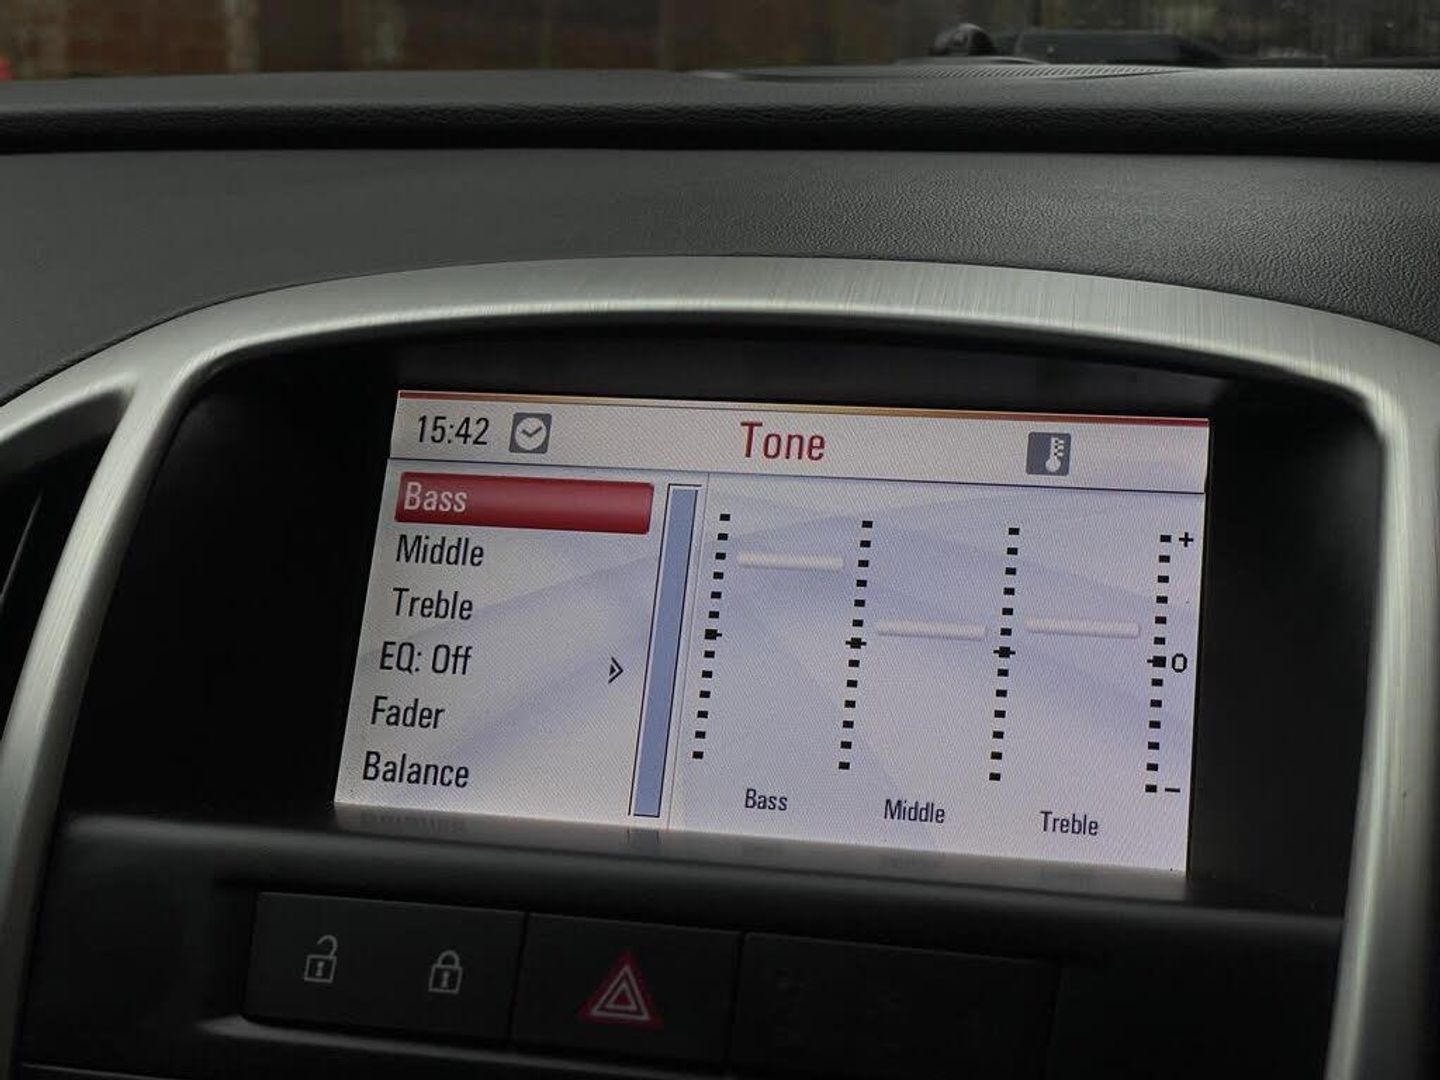 15:42
Tone
Bass
Middle
Treble
EQ: Off
Fader
Balance
+
0
-
Bass
Middle
Treble